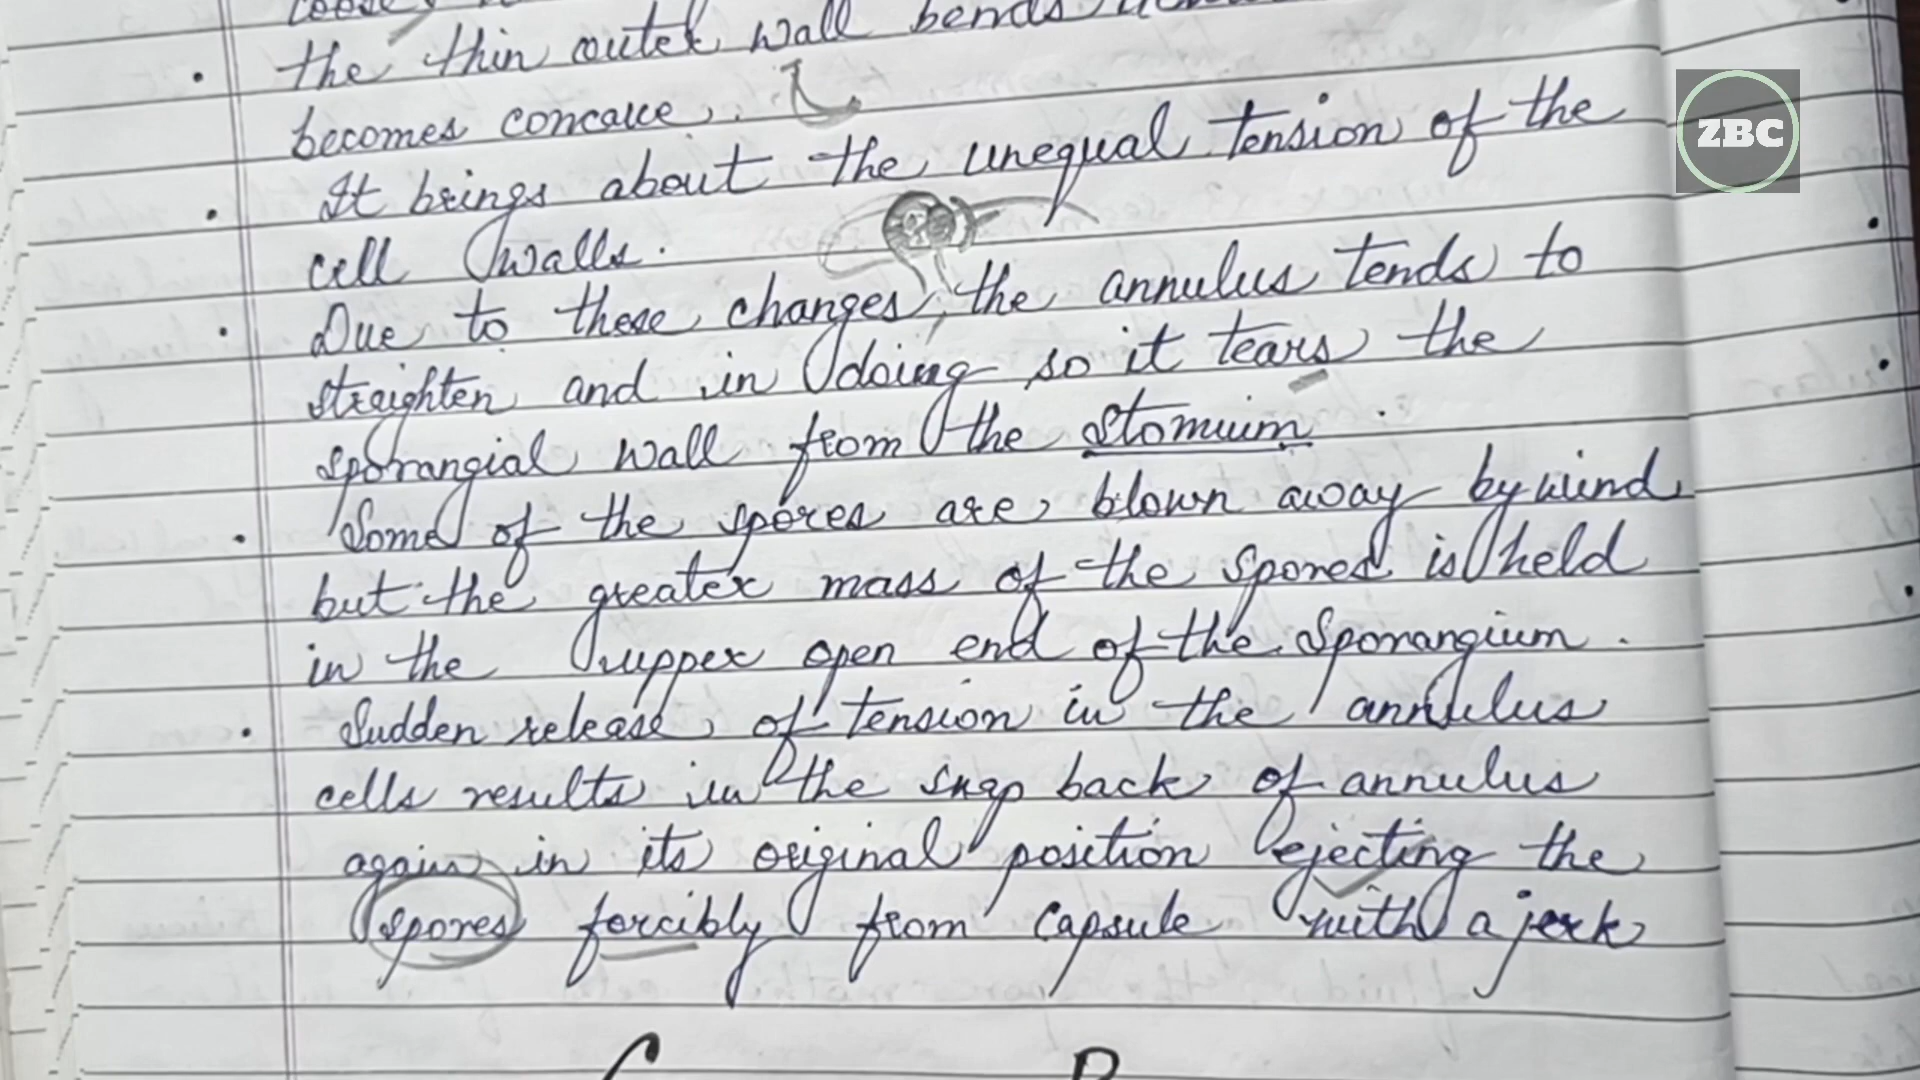 the thin outer wall bends
becomes concave.
ZBC
It brings about the unequal tension of the
cell walls.
Due to these changes, the annulus tends to
straighten and in doing so it tears the
sporangial wall from the stomium
Some of the spores are blown away by wind
but the greater mass of the spores is held
in the upper open end of the Sporangium.
Sudden release of tension in the annulus
cells results in the snap back of annulus
again in its original position ejecting the
spores forcibly from capsule with a jerk